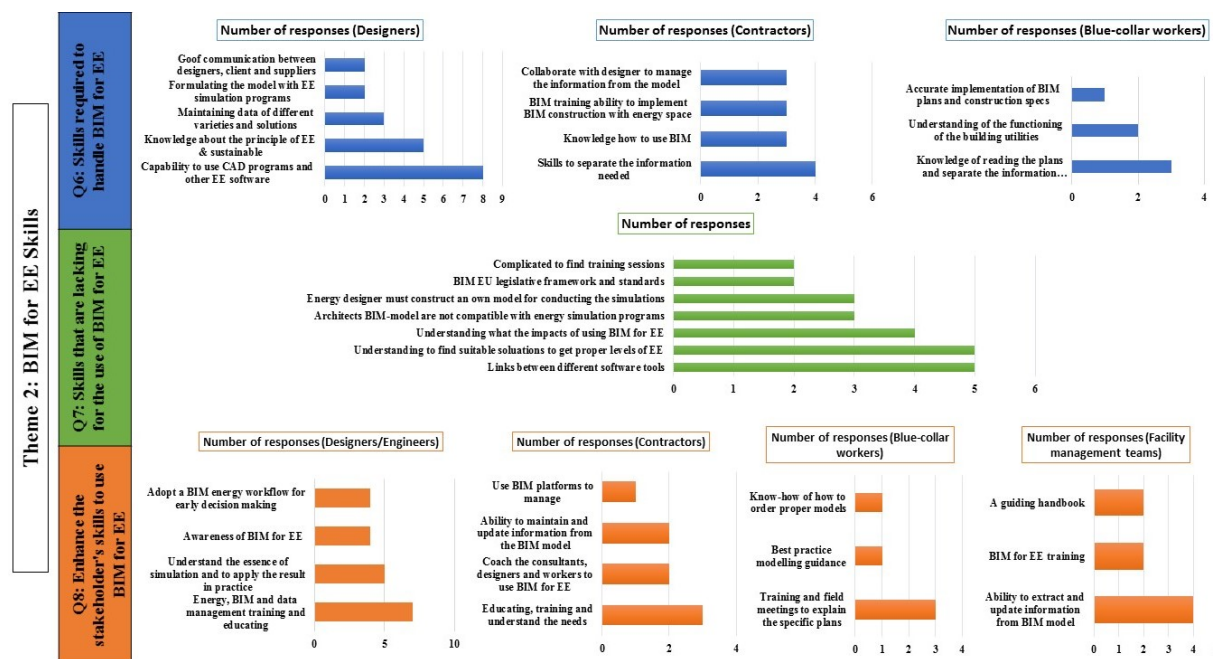 Theme 2: BIM for EE Skills
Q6: Skills required to
handle BIM for EE
Number of responses (Designers)
Goof communication between
designers, client and suppliers
Formulating the model with EE
simulation programs
Maintaining data of different
varieties and solutions
Knowledge about the principle of EE
& sustainable
Capability to use CAD programs and
other EE software
0 1 2 3 4 5 6 7 8 9
Number of responses (Contractors)
Collaborate with designer to manage
the information from the model
BIM training ability to implement
BIM construction with energy space
Knowledge how to use BIM
Skills to separate the information
needed
0 2 4 6
Number of responses (Blue-collar workers)
Accurate implementation of BIM
plans and construction specs
Understanding of the functioning of
the building utilities
Knowledge of reading the plans
and separate the information...
0 2 4
Q7: Skills that are lacking
for the use of BIM for EE
Number of responses
Complicated to find training sessions
BIM EU legislative framework and standards
Energy designer must construct an own model for conducting the simulations
Architects BIM-model are not compatible with energy simulation programs
Understanding what the impacts of using BIM for EE
Understanding to find suitable soluations to get proper levels of EE
Links between different software tools
0 1 2 3 4 5 6
Q8: Enhance the
stakeholder's skills to use
BIM for EE
Number of responses (Designers/Engineers)
Adopt a BIM energy workflow for
early decision making
Awareness of BIM for EE
Understand the essence of
simulation and to apply the result
in practice
Energy, BIM and data
management training and
educating
0 5 10
Number of responses (Contractors)
Use BIM platforms to
manage
Ability to maintain and
update information from
the BIM model
Coach the consultants,
designers and workers to
use BIM for EE
Educating, training and
understand the needs
0 2 4
Number of responses (Blue-collar
workers)
Know-how of how to
order proper models
Best practice
modelling guidance
Training and field
meetings to explain
the specific plans
0 1 2 3 4
Number of responses (Facility
management teams)
A guiding handbook
BIM for EE training
Ability to extract and
update information
from BIM model
0 1 2 3 4